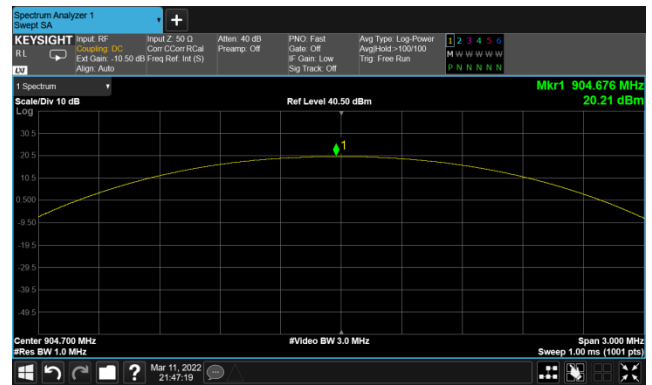 Spectrum Analyzer 1
Swept SA
+
KEYSIGHT
RL
LXI
Input: RF
Coupling: DC
Ext Gain: -10.50 dB
Align: Auto
Input Z: 50 Ω
Corr CCorr RCal
Freq Ref: Int (S)
Atten: 40 dB
Preamp: Off
PNO: Fast
Gate: Off
IF Gain: Low
Sig Track: Off
Avg Type: Log-Power
Avg|Hold:>100/100
Trig: Free Run
1 2 3 4 5 6
M W W W W W
P N N N N N
1 Spectrum
Scale/Div 10 dB
Ref Level 40.50 dBm
Mkr1 904.676 MHz
20.21 dBm
Log
30.5
20.5
10.5
0.500
-9.50
-19.5
-29.5
-39.5
-49.5
1
Center 904.700 MHz
#Res BW 1.0 MHz
#Video BW 3.0 MHz
Span 3.000 MHz
Sweep 1.00 ms (1001 pts)
?
Mar 11, 2022
21:47:19